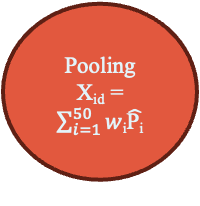 Pooling
X_id =
∑_{i=1}^{50} w_i P̂_i